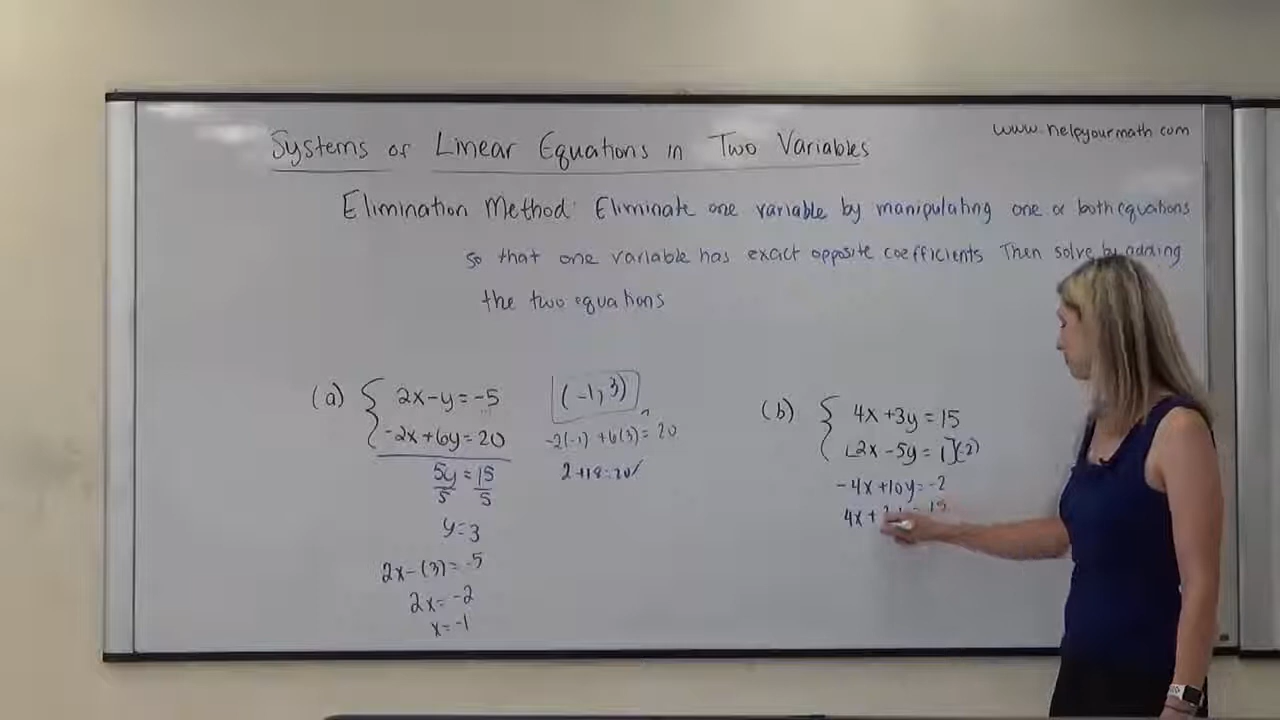 Systems of Linear Equations in Two Variables
www.helpyourmath.com
Elimination Method: Eliminate one variable by manipulating one or both equations
so that one variable has exact opposite coefficients Then solve by adding
the two equations
(a) { 2x-y=-5
-2x+6y=20
5y=15
5 5
y=3
2x-(3)=-5
2x=-2
x=-1
(-1,3)
-2(-1)+6(3)=20
2+18=20✓
(b) { 4x+3y=15
[2x-5y=1](-2)
-4x+10y=-2
4x+ = 15